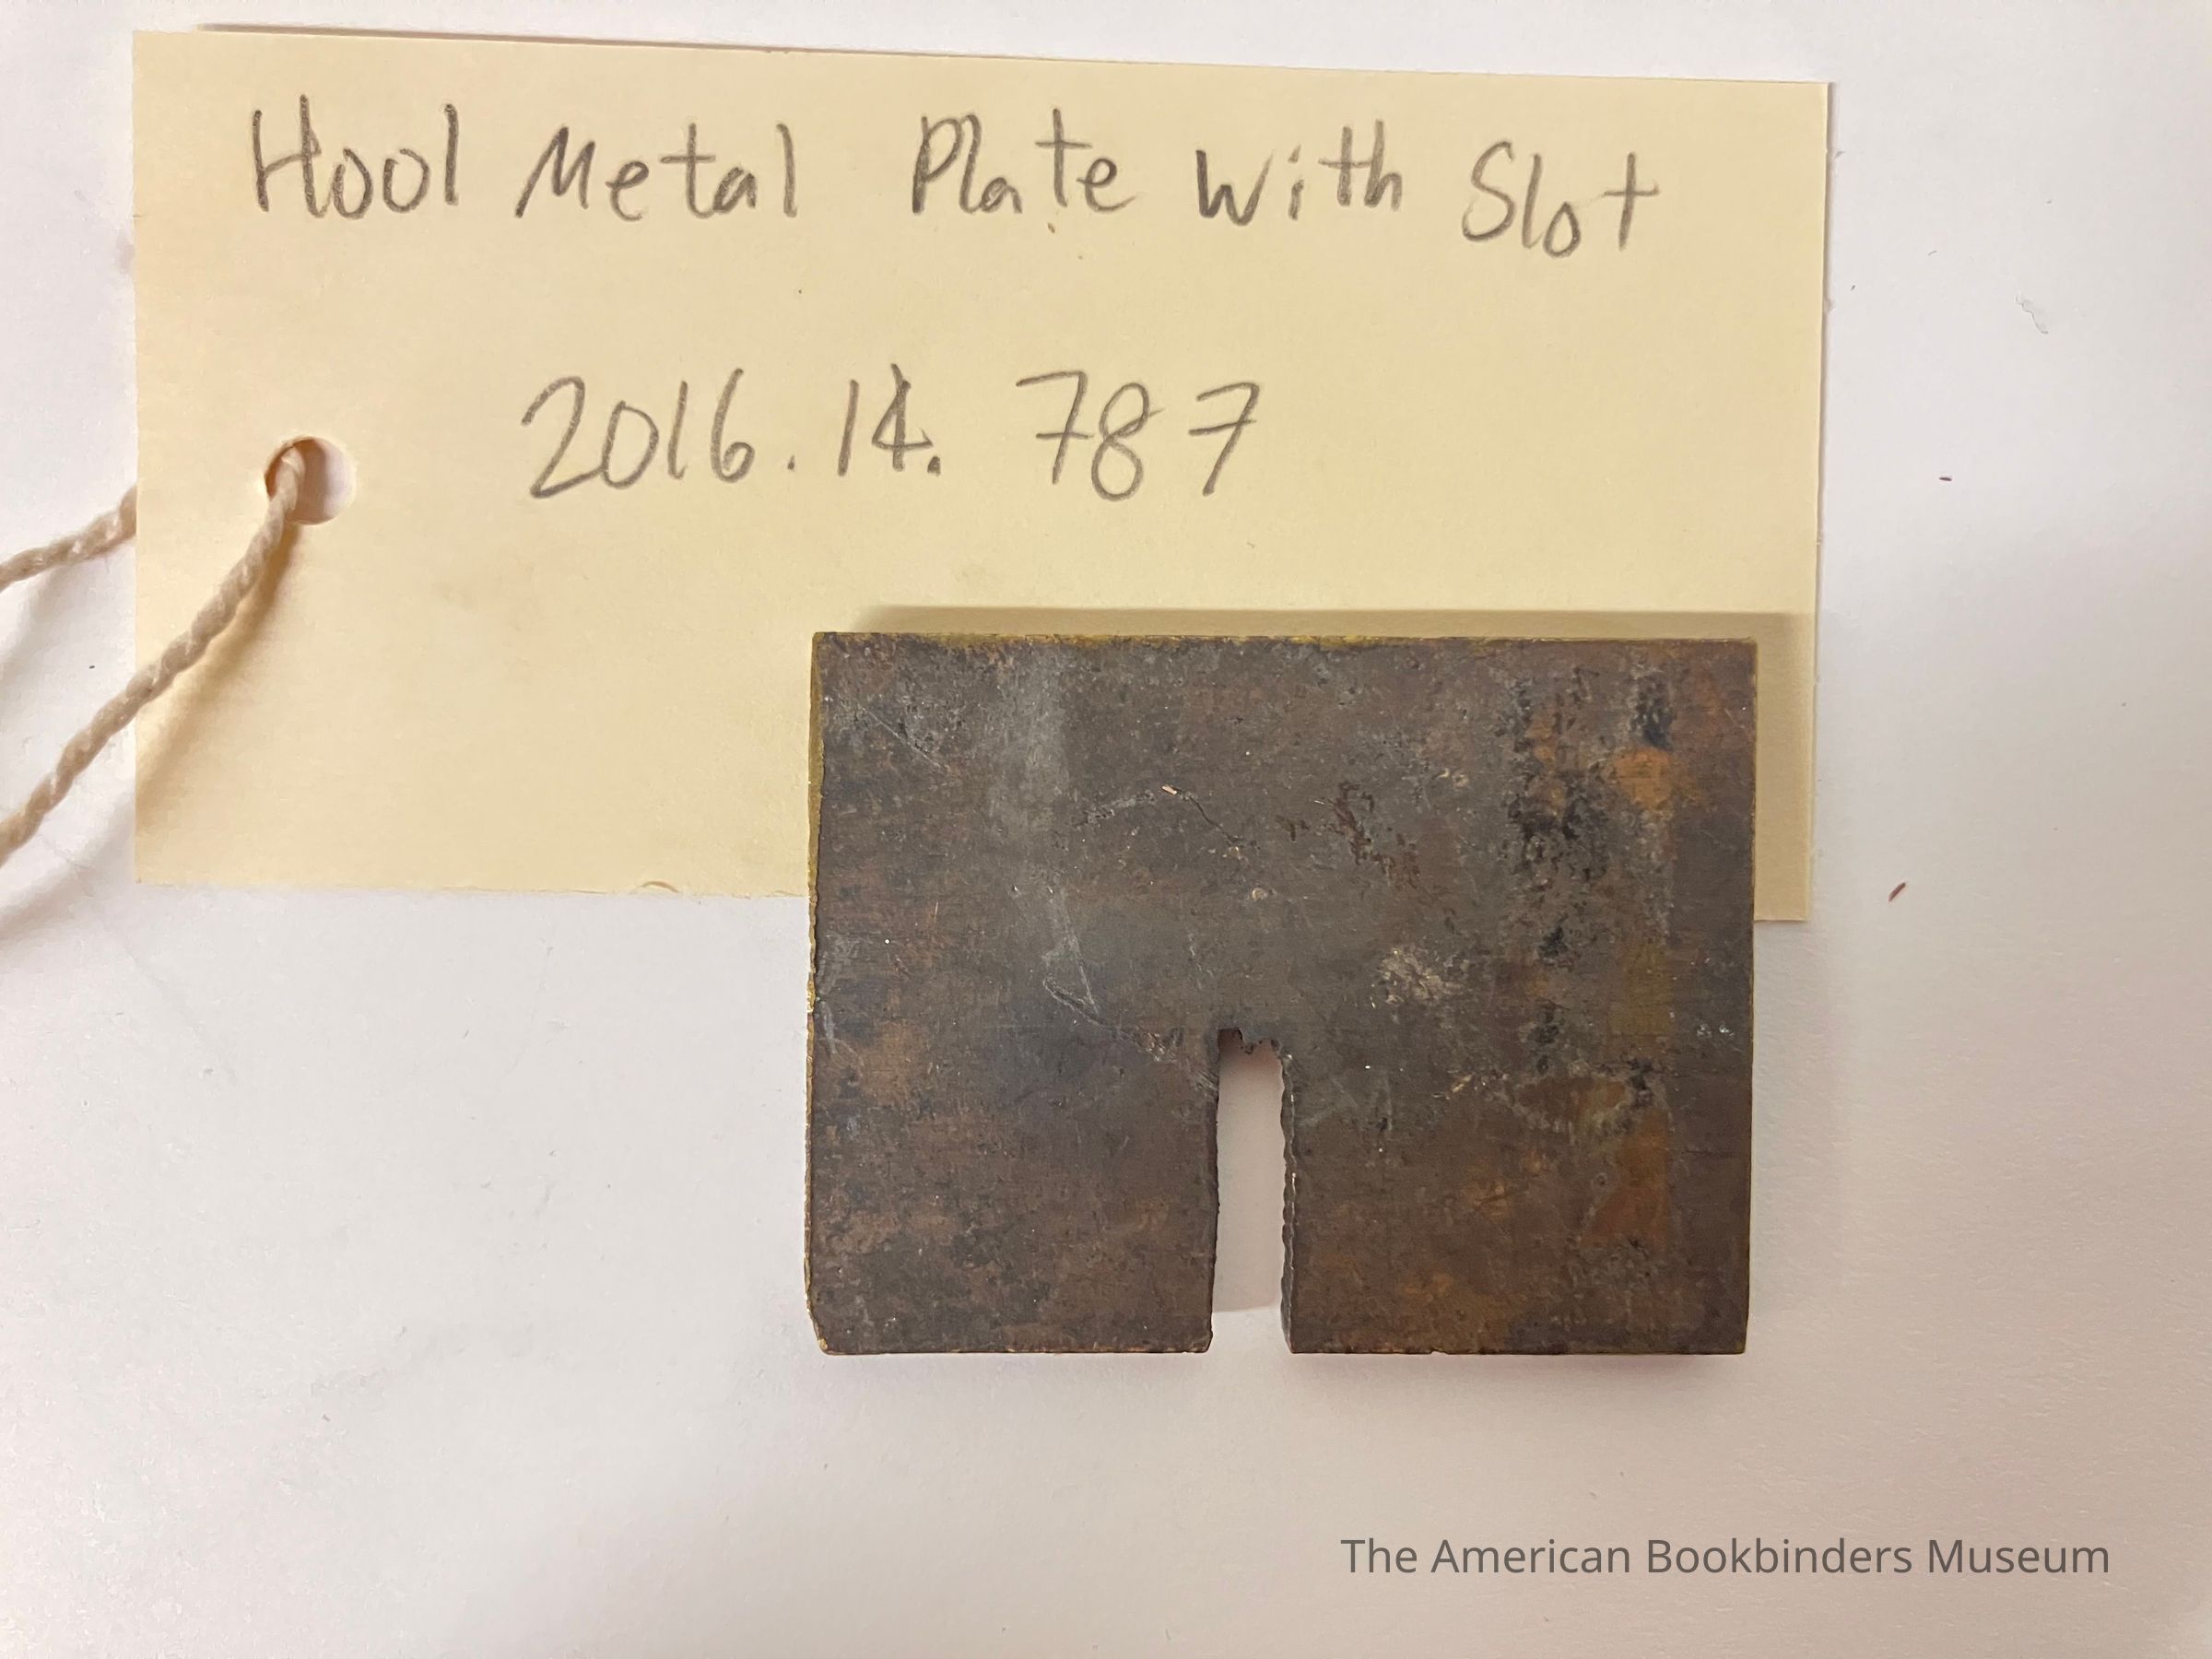 Hool Metal Plate with Slot
2016.14.787
The American Bookbinders Museum